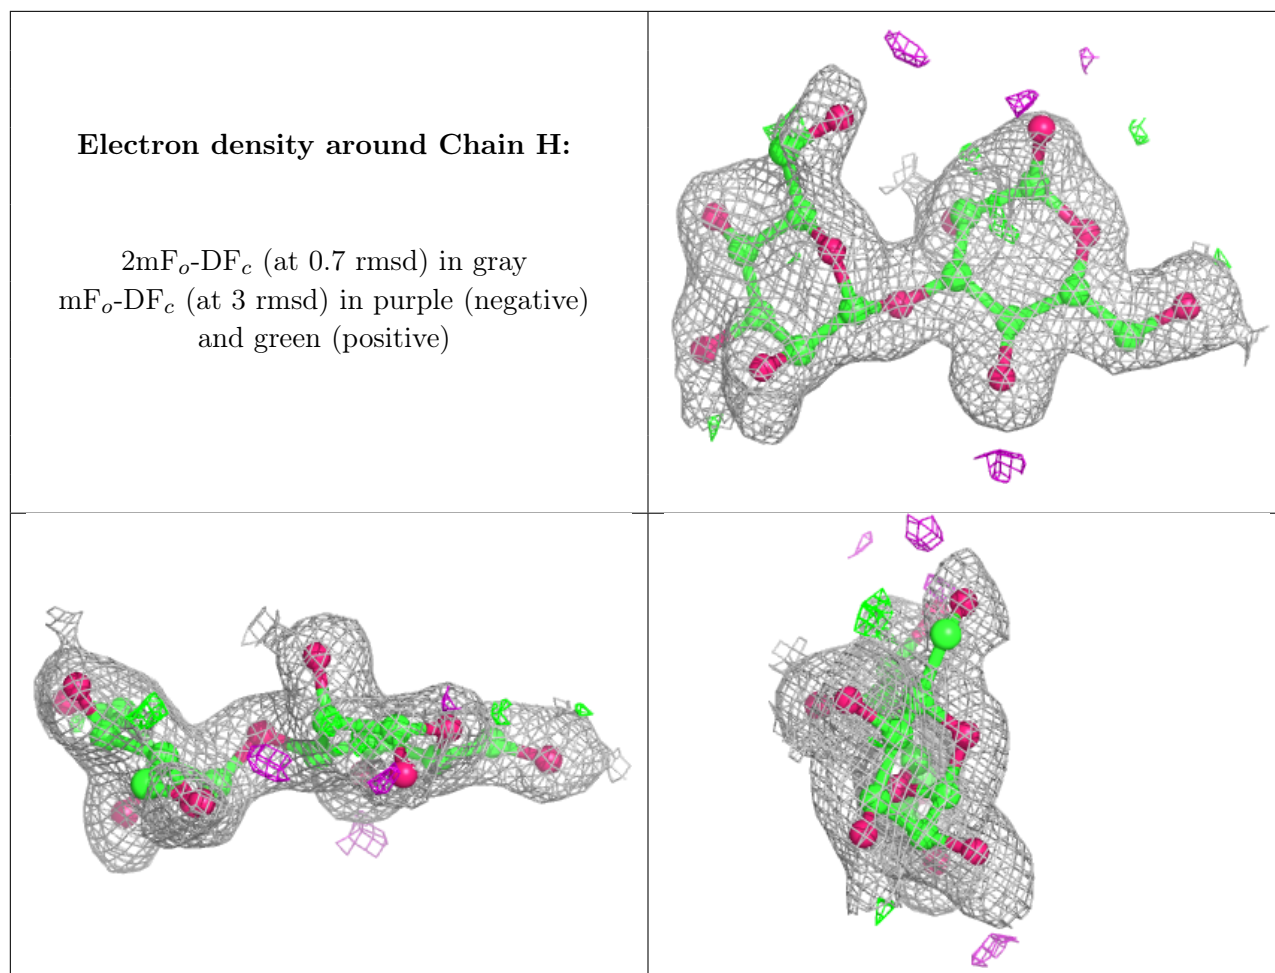 Electron density around Chain H:
2mFo-DFc (at 0.7 rmsd) in gray
mFo-DFc (at 3 rmsd) in purple (negative)
and green (positive)